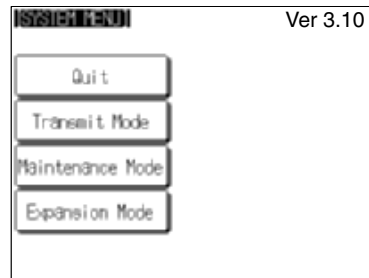 [SYSTEM MENU]
Ver 3.10
Quit
Transmit Mode
Maintenance Mode
Expansion Mode